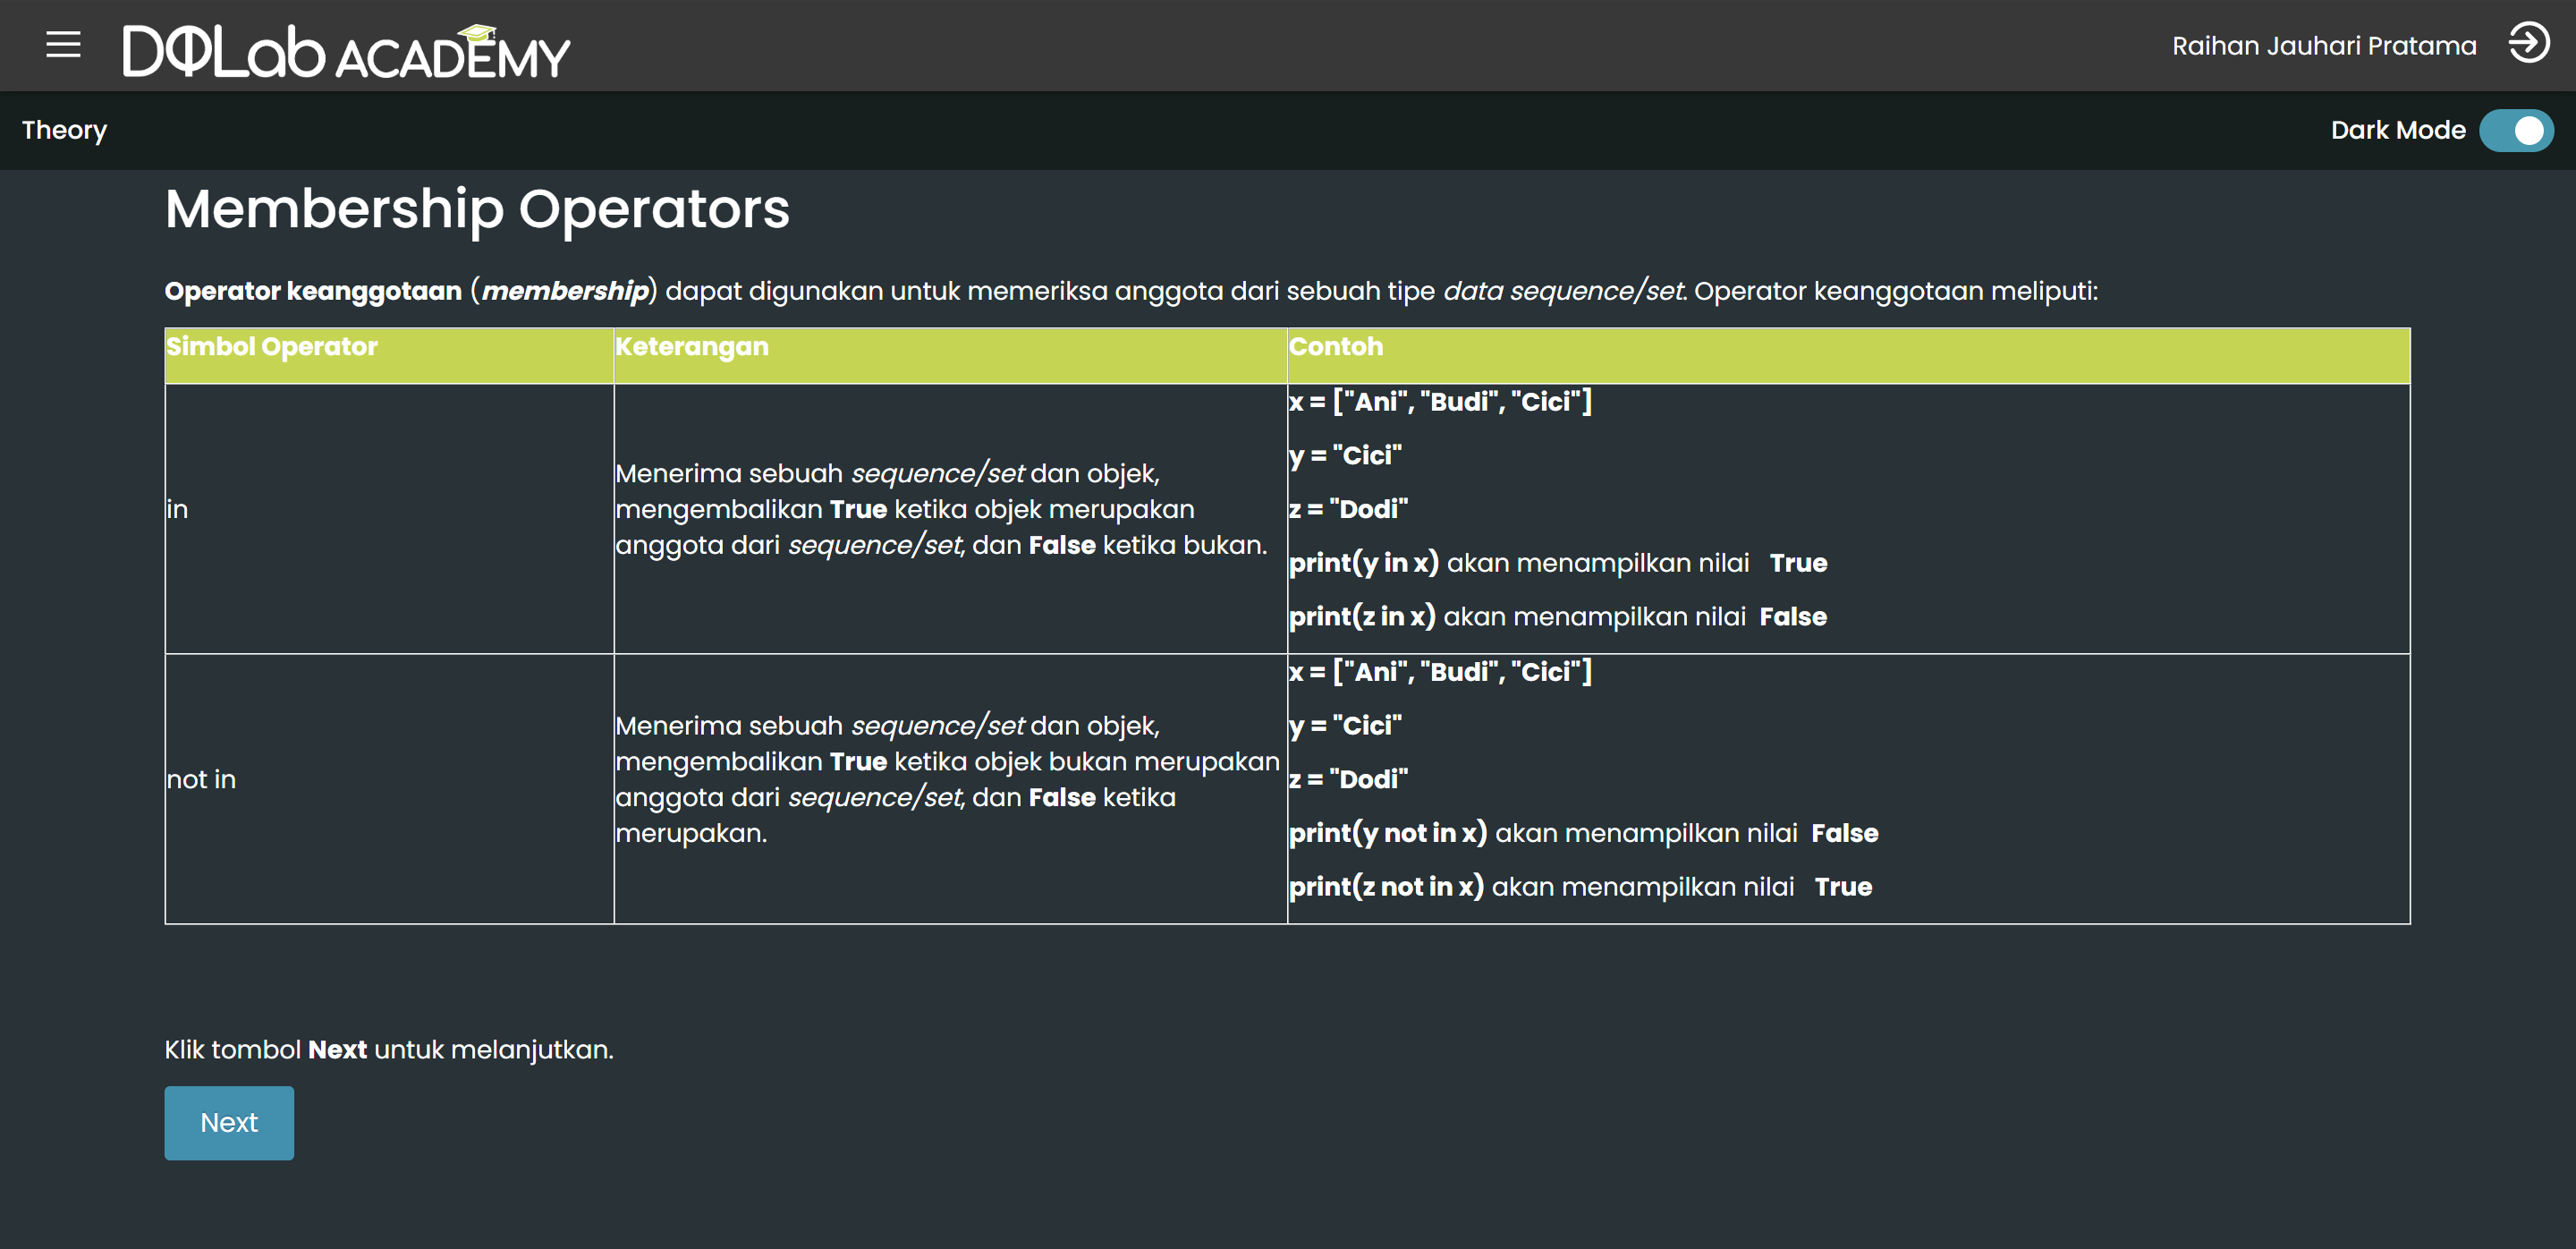 DQLab ACADEMY
Raihan Jauhari Pratama
Theory
Dark Mode
Membership Operators
Operator keanggotaan (membership) dapat digunakan untuk memeriksa anggota dari sebuah tipe data sequence/set. Operator keanggotaan meliputi:
Simbol Operator
Keterangan
Contoh
in
Menerima sebuah sequence/set dan objek,
mengembalikan True ketika objek merupakan
anggota dari sequence/set, dan False ketika bukan.
x = ["Ani", "Budi", "Cici"]
y = "Cici"
z = "Dodi"
print(y in x) akan menampilkan nilai True
print(z in x) akan menampilkan nilai False
not in
Menerima sebuah sequence/set dan objek,
mengembalikan True ketika objek bukan merupakan
anggota dari sequence/set, dan False ketika
merupakan.
x = ["Ani", "Budi", "Cici"]
y = "Cici"
z = "Dodi"
print(y not in x) akan menampilkan nilai False
print(z not in x) akan menampilkan nilai True
Klik tombol Next untuk melanjutkan.
Next